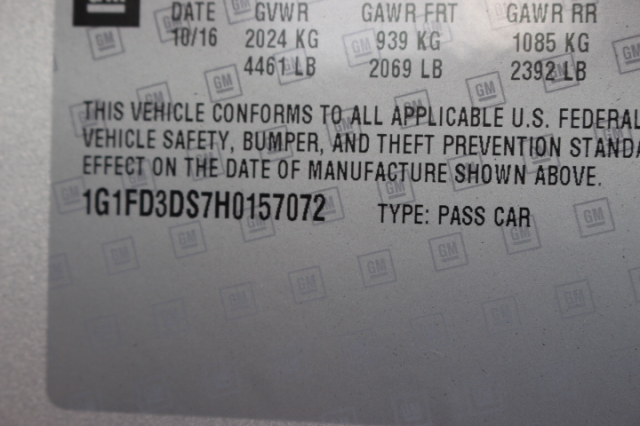 GM
DATE GVWR GAWR FRT GAWR RR
10/16 2024 KG 939 KG 1085 KG
4461 LB 2069 LB 2392 LB
THIS VEHICLE CONFORMS TO ALL APPLICABLE U.S. FEDERAL
VEHICLE SAFETY, BUMPER, AND THEFT PREVENTION STANDA
EFFECT ON THE DATE OF MANUFACTURE SHOWN ABOVE.
1G1FD3DS7H0157072 TYPE: PASS CAR